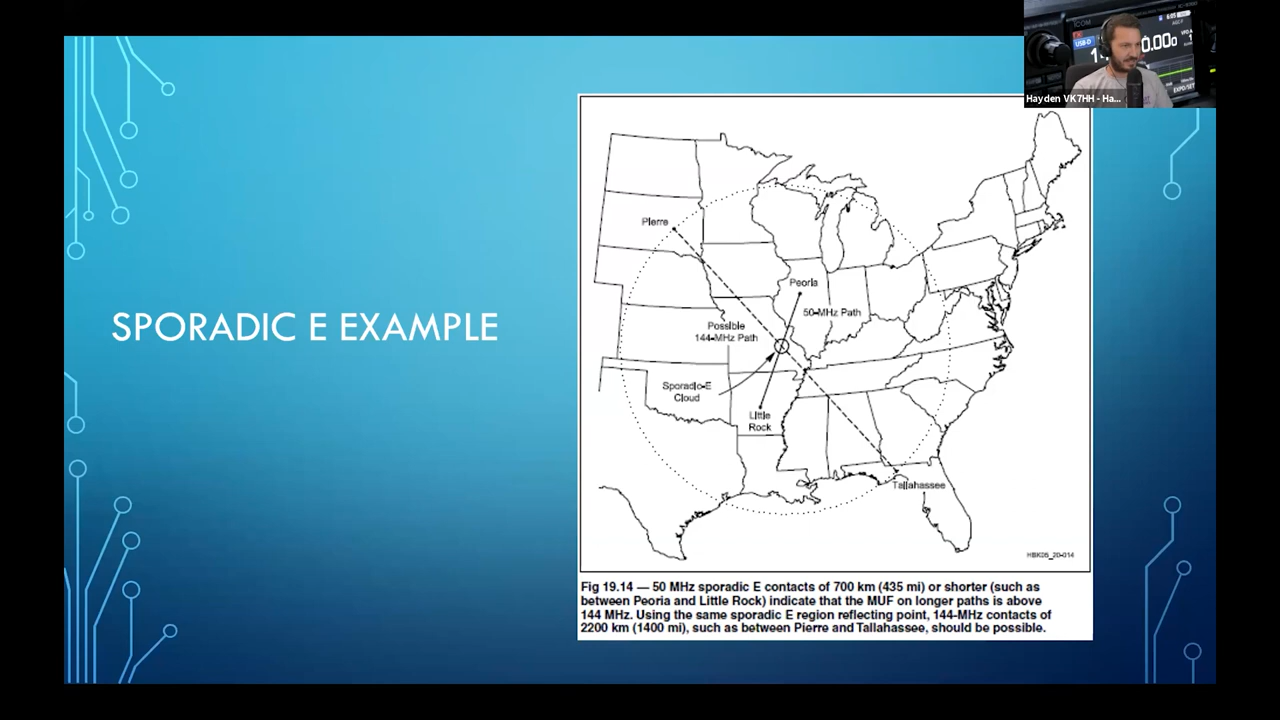 Hayden VK7HH - Ha...
SPORADIC E EXAMPLE
Pierre
Peoria
50-MHz Path
Possible
144-MHz Path
Sporadic-E
Cloud
Little
Rock
Tallahassee
HBK05_20-014
Fig 19.14 — 50 MHz sporadic E contacts of 700 km (435 mi) or shorter (such as
between Peoria and Little Rock) indicate that the MUF on longer paths is above
144 MHz. Using the same sporadic E region reflecting point, 144-MHz contacts of
2200 km (1400 mi), such as between Pierre and Tallahassee, should be possible.